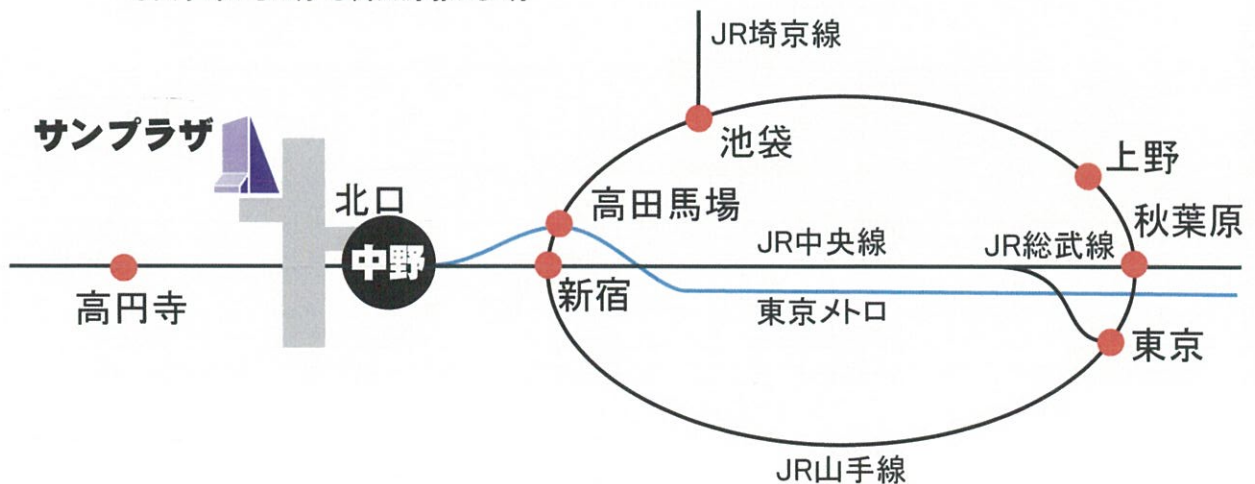 JR埼京線
サンプラザ
池袋
上野
北口
高田馬場
秋葉原
中野
JR中央線
JR総武線
高円寺
新宿
東京メトロ
東京
JR山手線